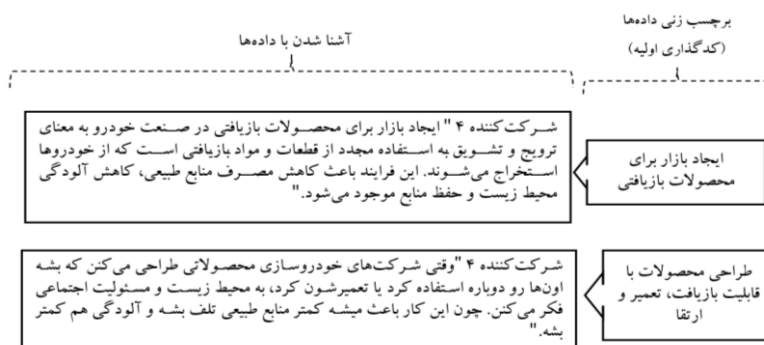 برچسب زنی داده‌ها
(کدگذاری اولیه)
آشنا شدن با داده‌ها
ایجاد بازار برای
محصولات بازیافتی
شرکت‌کننده ۴ " ایجاد بازار برای محصولات بازیافتی در صنعت خودرو به معنای
ترویج و تشویق به استفاده مجدد از قطعات و مواد بازیافتی است که از خودروها
استخراج می‌شوند. این فرایند باعث کاهش مصرف منابع طبیعی، کاهش آلودگی
محیط زیست و حفظ منابع موجود می‌شود."
طراحی محصولات با
قابلیت بازیافت، تعمیر و
ارتقا
شرکت‌کننده ۴ "وقتی شرکت‌های خودروسازی محصولاتی طراحی می‌کنن که بشه
اون‌ها رو دوباره استفاده کرد یا تعمیرشون کرد، به محیط زیست و مسئولیت اجتماعی
فکر می‌کنن. چون این کار باعث میشه کمتر منابع طبیعی تلف بشه و آلودگی هم کمتر
بشه."